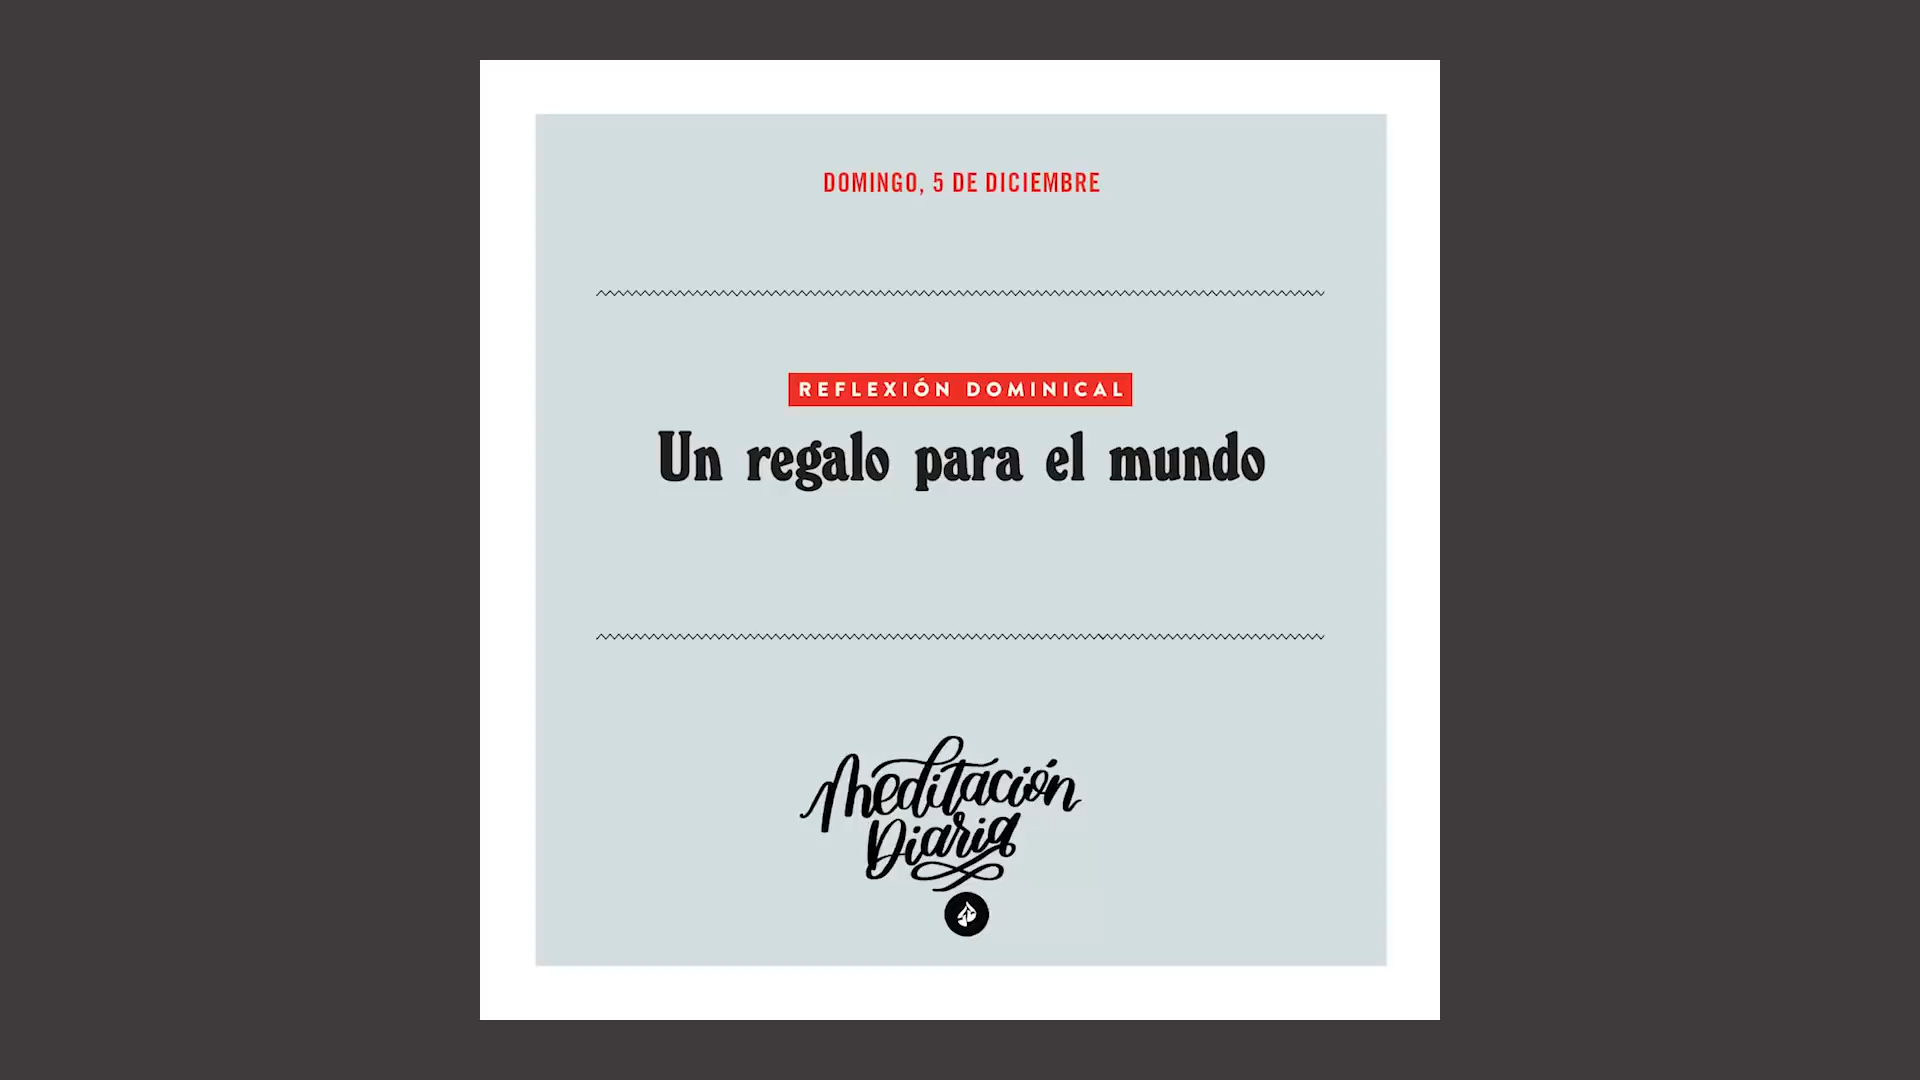 DOMINGO, 5 DE DICIEMBRE
REFLEXIÓN DOMINICAL
Un regalo para el mundo
Meditación
Diaria